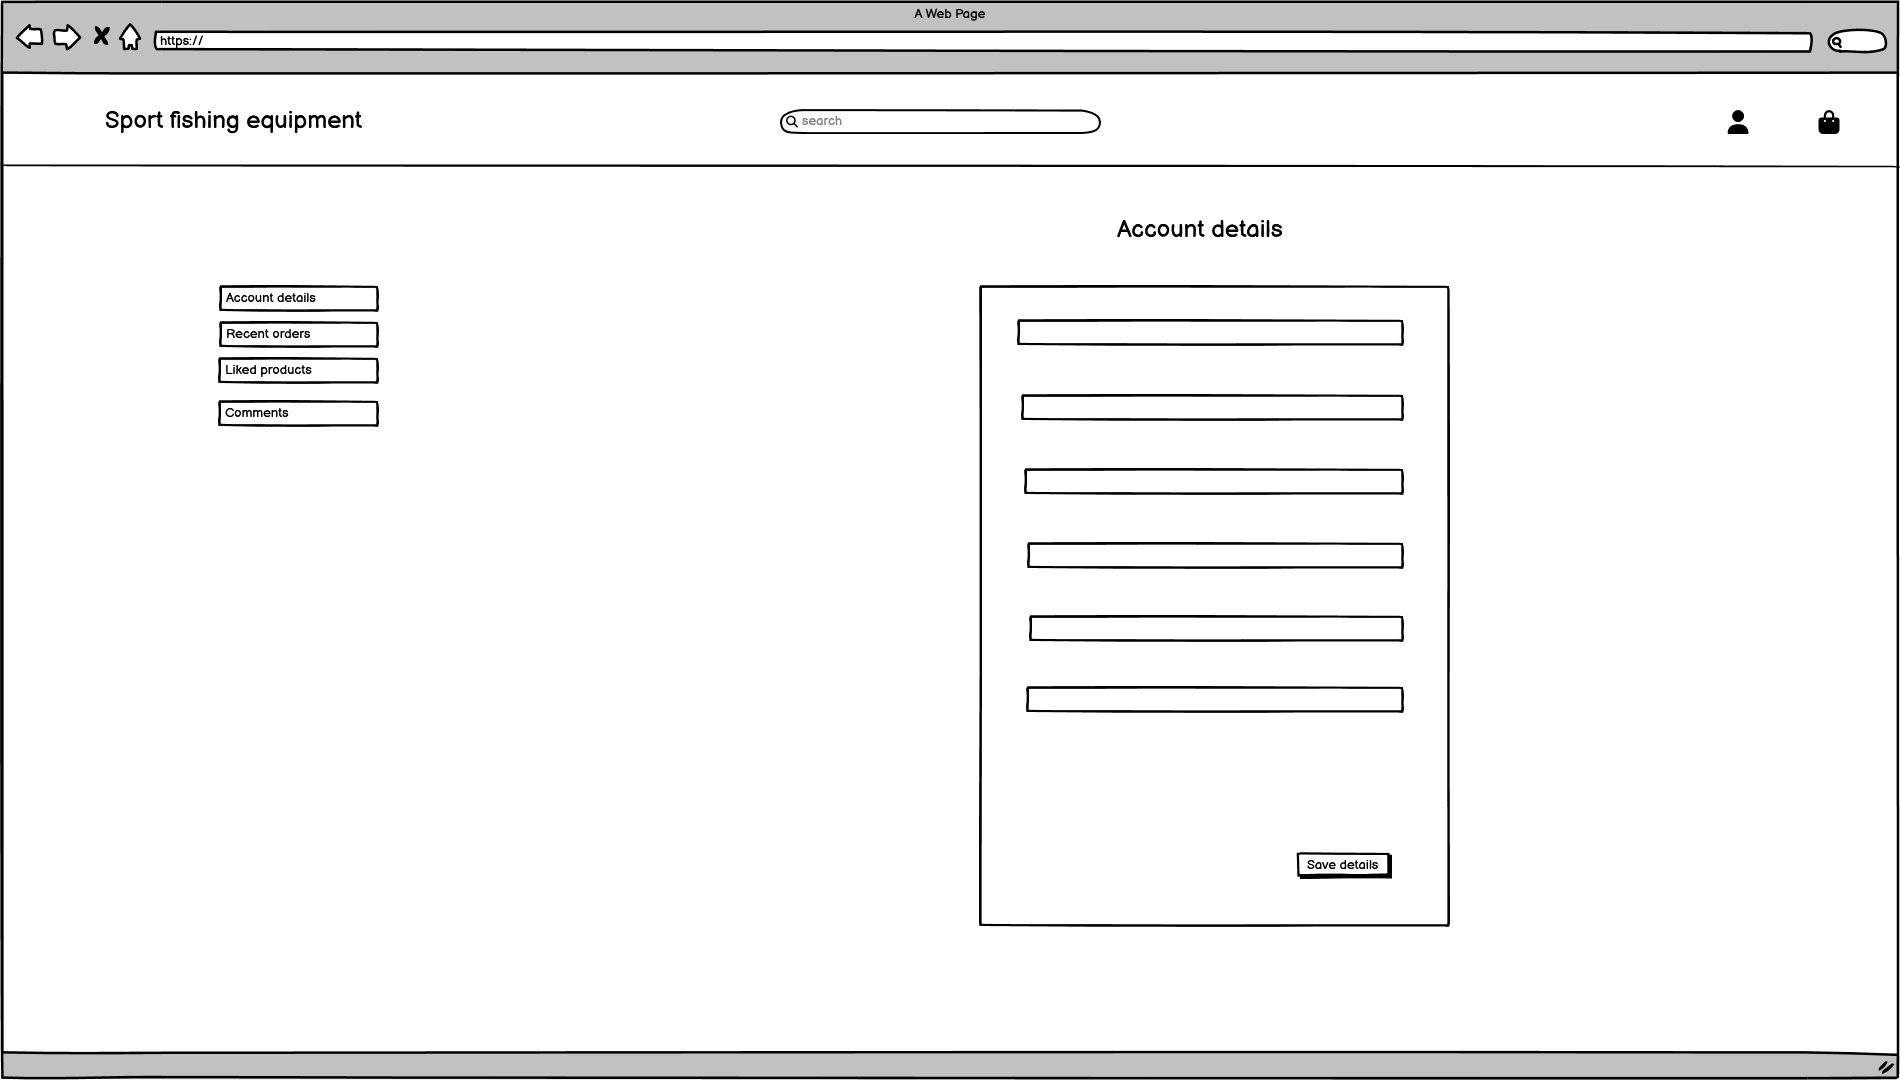 A Web Page
https://
Sport fishing equipment
search
Account details
Account details
Recent orders
Liked products
Comments
Save details